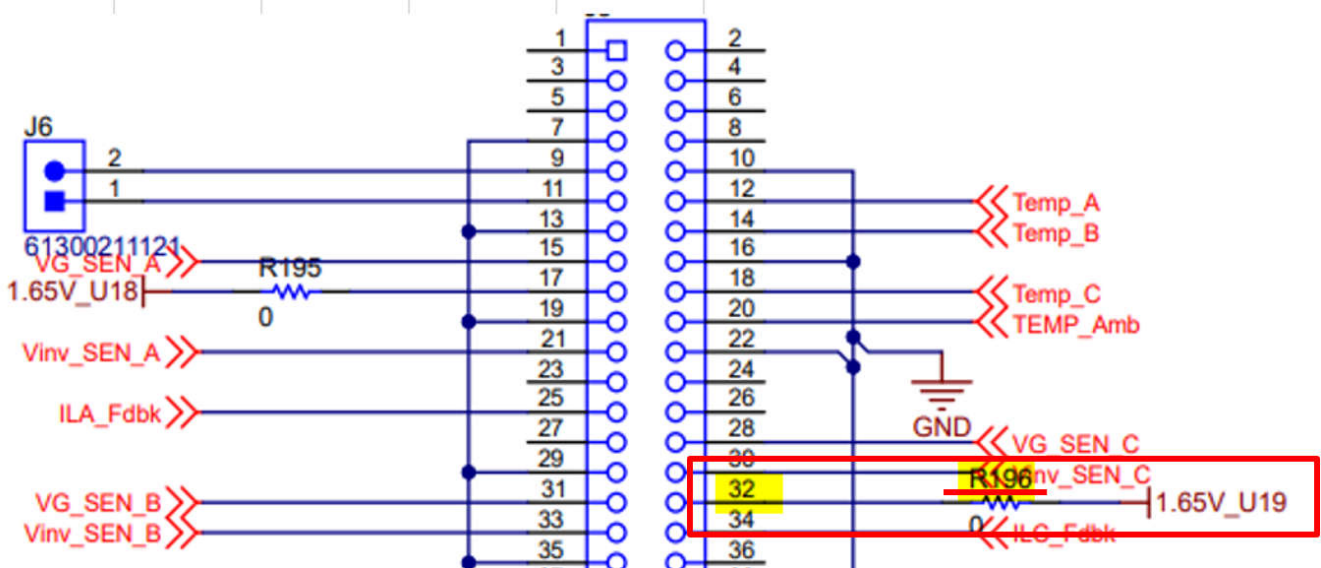 1 2
3 4
J6 5 6
7 8
2 9 10
1 11 12 Temp_A
13 14 Temp_B
61300211121
VG_SEN_A R195 15 16
1.65V_U18 17 18 Temp_C
0 19 20 TEMP_Amb
Vinv_SEN_A 21 22
23 24
ILA_Fdbk 25 26
GND
27 28 VG_SEN_C
29 30 Vinv_SEN_C
R196
VG_SEN_B 31 32 1.65V_U19
0
Vinv_SEN_B 33 34 ILC_Fdbk
35 36